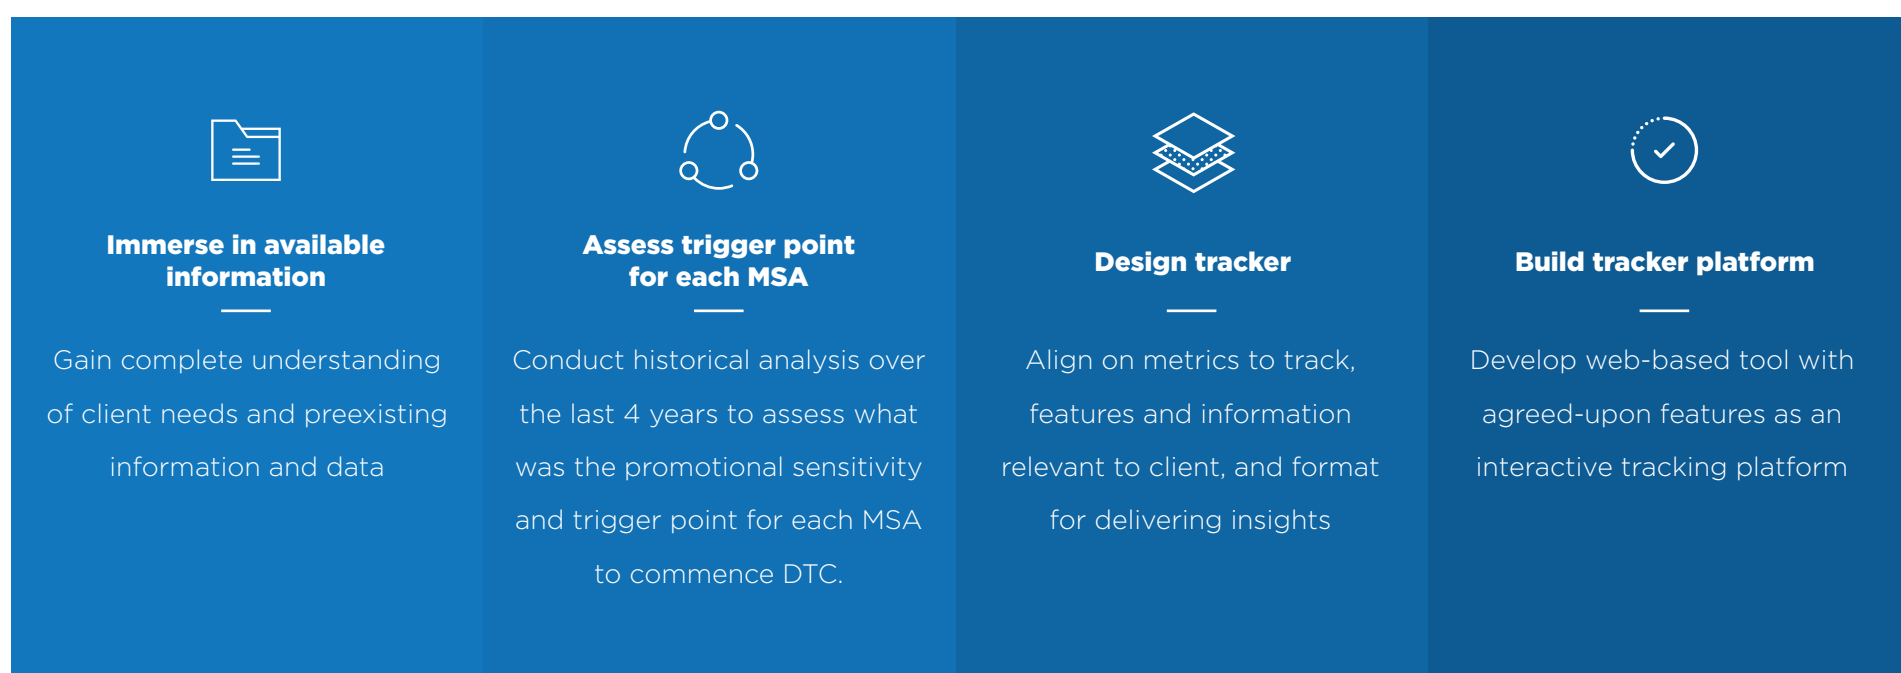 Immerse in available
information
Gain complete understanding
of client needs and preexisting
information and data
Assess trigger point
for each MSA
Conduct historical analysis over
the last 4 years to assess what
was the promotional sensitivity
and trigger point for each MSA
to commence DTC.
Design tracker
Align on metrics to track,
features and information
relevant to client, and format
for delivering insights
Build tracker platform
Develop web-based tool with
agreed-upon features as an
interactive tracking platform